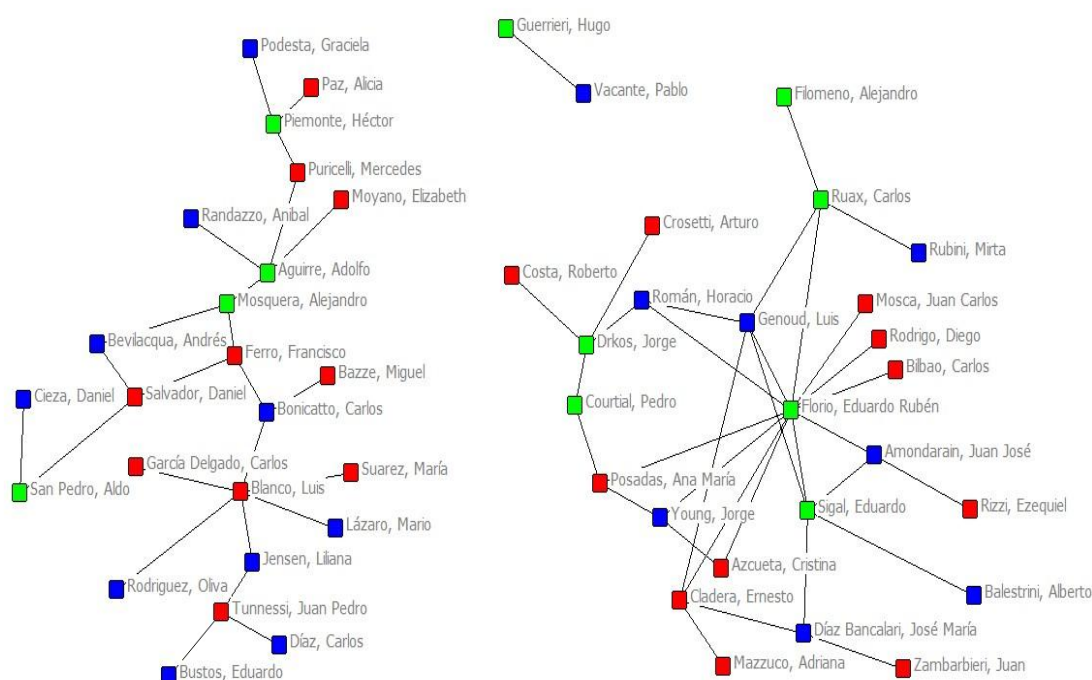 Podesta, Graciela
Paz, Alicia
Piemonte, Héctor
Puricelli, Mercedes
Moyano, Elizabeth
Randazzo, Anibal
Aguirre, Adolfo
Mosquera, Alejandro
Bevilacqua, Andrés
Ferro, Francisco
Bazze, Miguel
Cieza, Daniel
Salvador, Daniel
Bonicatto, Carlos
García Delgado, Carlos
Suarez, María
San Pedro, Aldo
Blanco, Luis
Lázaro, Mario
Jensen, Liliana
Rodriguez, Oliva
Tunnessi, Juan Pedro
Díaz, Carlos
Bustos, Eduardo
Guerrieri, Hugo
Vacante, Pablo
Filomeno, Alejandro
Ruax, Carlos
Crosetti, Arturo
Rubini, Mirta
Costa, Roberto
Román, Horacio
Mosca, Juan Carlos
Genoud, Luis
Rodrigo, Diego
Drkos, Jorge
Bilbao, Carlos
Courtial, Pedro
Florio, Eduardo Rubén
Amondarain, Juan José
Posadas, Ana María
Rizzi, Ezequiel
Sigal, Eduardo
Young, Jorge
Azcueta, Cristina
Balestrini, Alberto
Cladera, Ernesto
Díaz Bancalari, José María
Mazzuco, Adriana
Zambarbieri, Juan